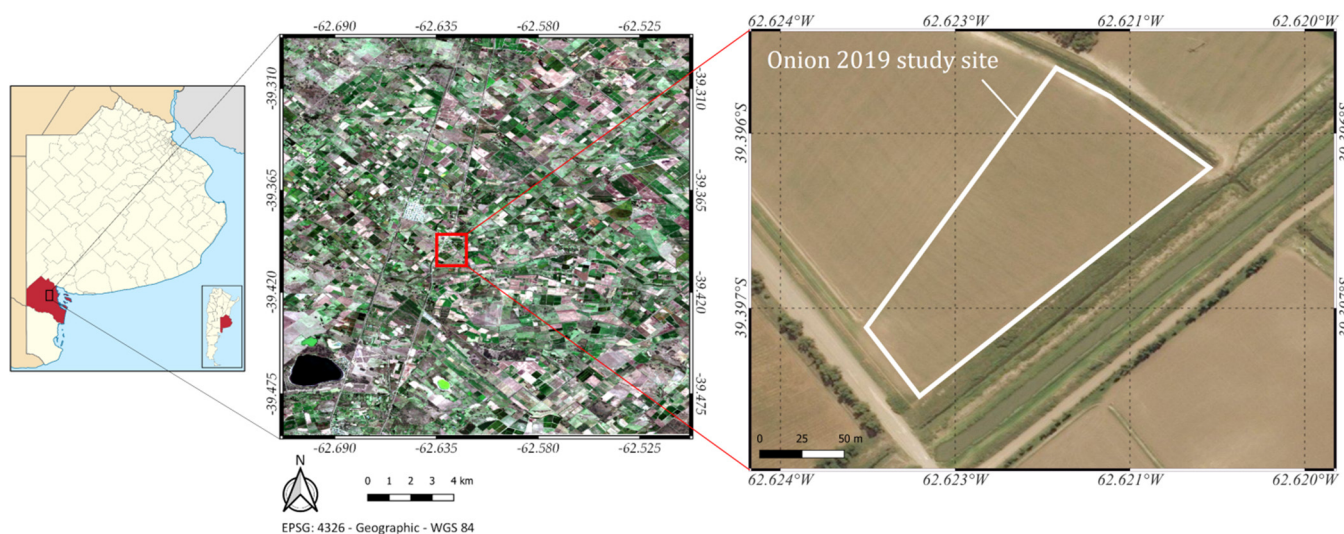 -62.690 -62.635 -62.580 -62.525
-39.310
-39.365
-39.420
-39.475
-39.310
-39.365
-39.420
-39.475
-62.690 -62.635 -62.580 -62.525
N
0 1 2 3 4 km
EPSG: 4326 - Geographic - WGS 84
62.624°W 62.623°W 62.621°W 62.620°W
Onion 2019 study site
39.396°S
39.397°S
0 25 50 m
62.624°W 62.623°W 62.621°W 62.620°W